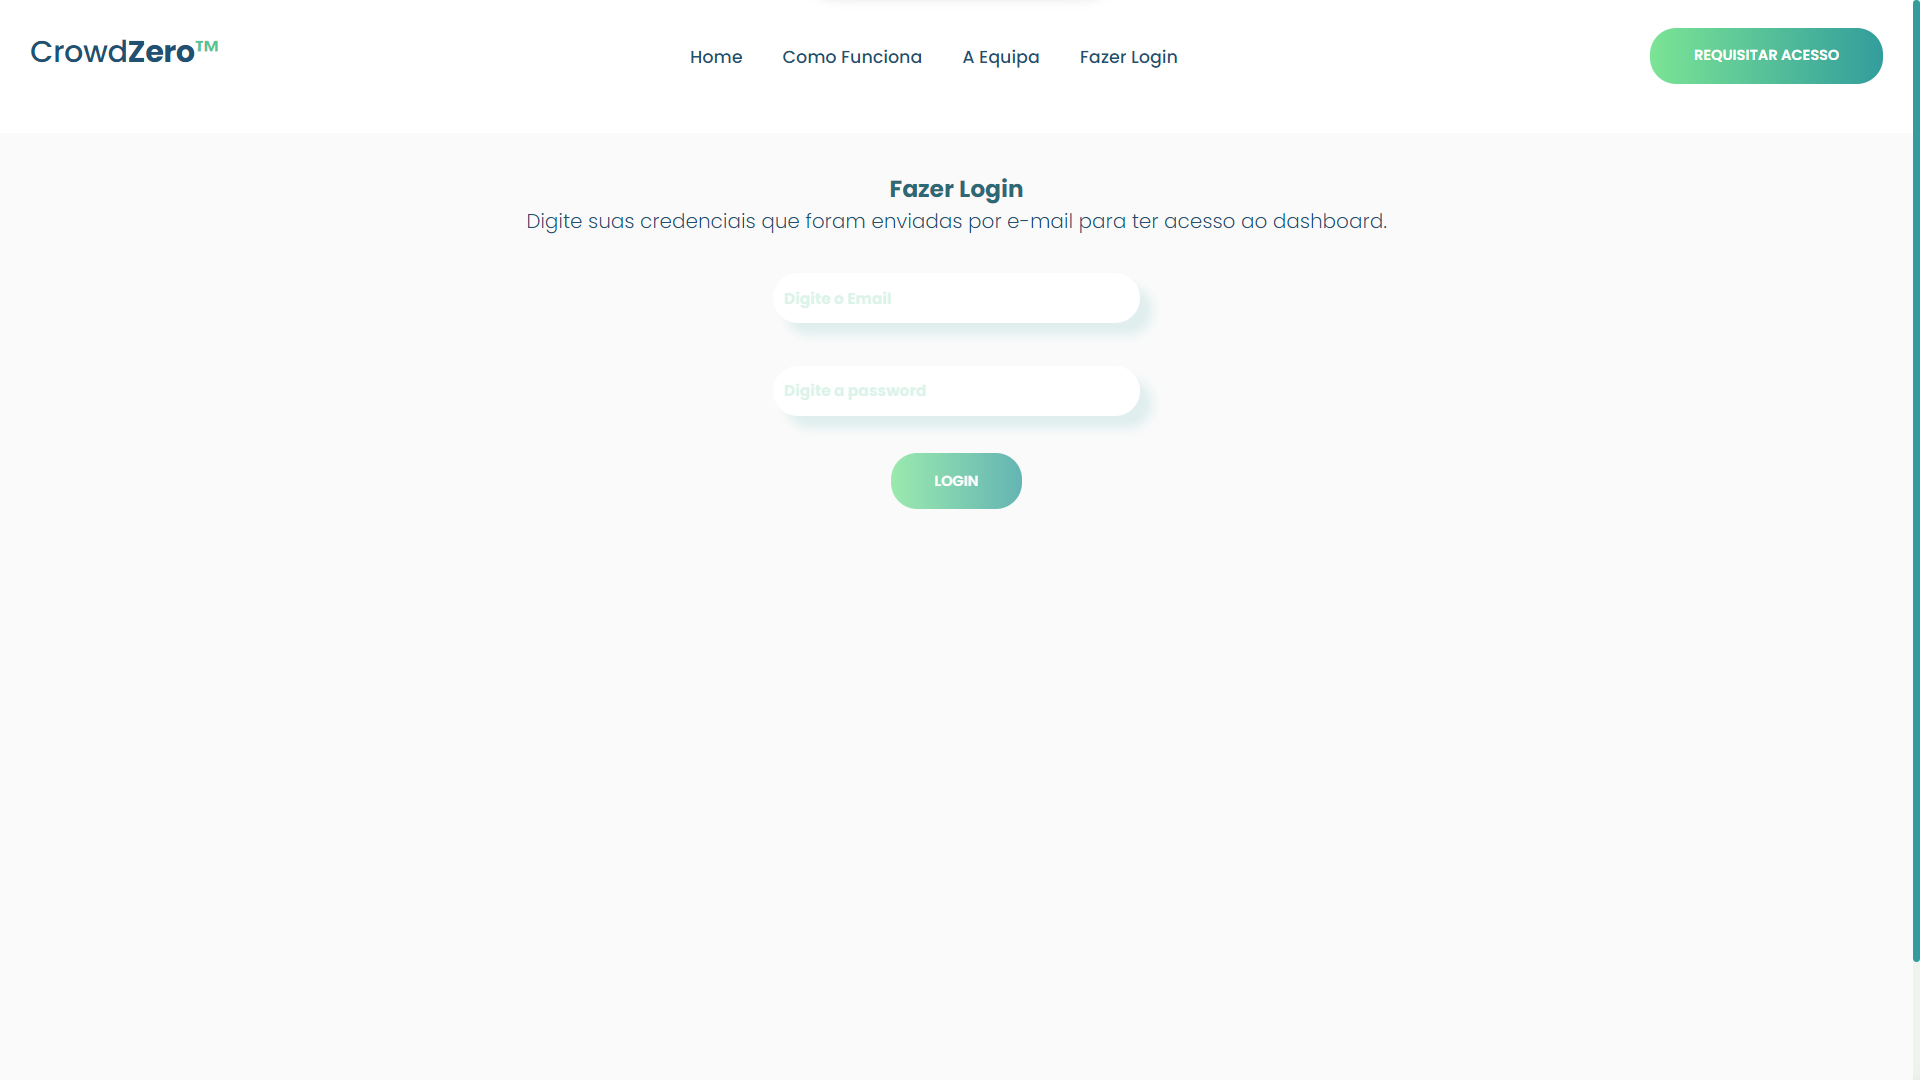 CrowdZero™
Home
Como Funciona
A Equipa
Fazer Login
REQUISITAR ACESSO
Fazer Login
Digite suas credenciais que foram enviadas por e-mail para ter acesso ao dashboard.
Digite o Email
Digite a password
LOGIN